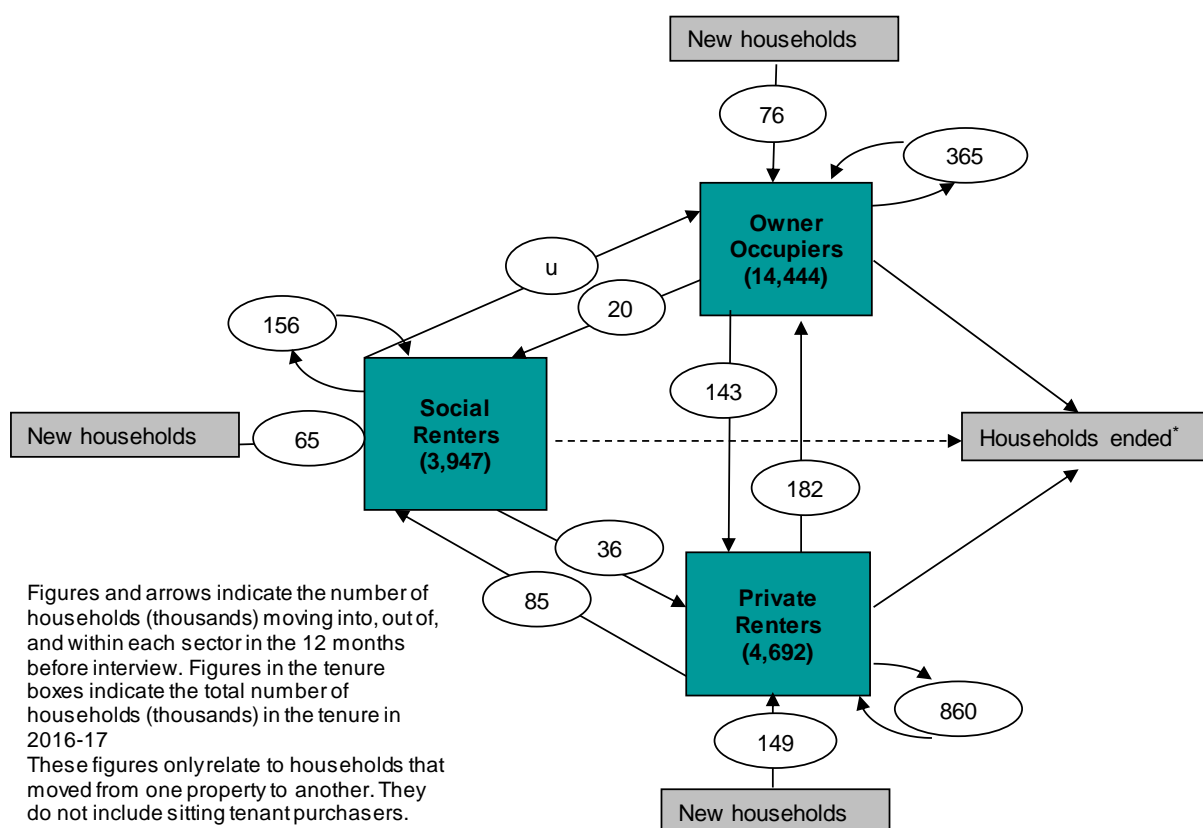 New households
76
365
Owner
Occupiers
(14,444)
u
20
156
143
Social
Renters
(3,947)
New households
65
Households ended*
182
36
85
Private
Renters
(4,692)
860
149
New households
Figures and arrows indicate the number of
households (thousands) moving into, out of,
and within each sector in the 12 months
before interview. Figures in the tenure
boxes indicate the total number of
households (thousands) in the tenure in
2016-17
These figures only relate to households that
moved from one property to another. They
do not include sitting tenant purchasers.